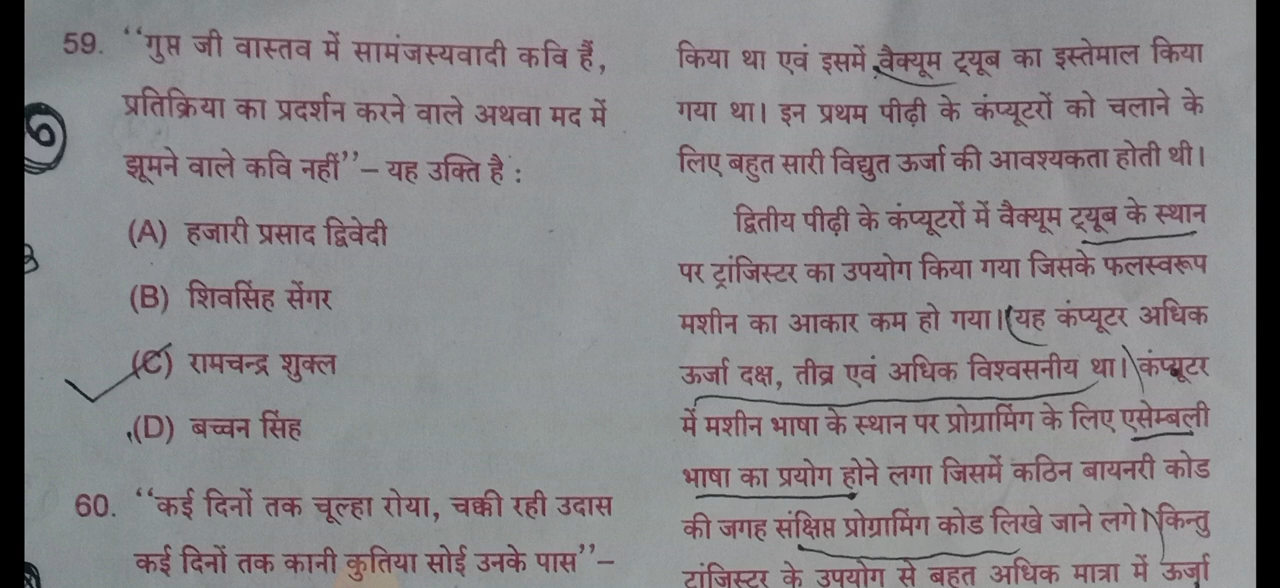 59. ‘‘गुप्त जी वास्तव में सामंजस्यवादी कवि हैं,
प्रतिक्रिया का प्रदर्शन करने वाले अथवा मद में
झूमने वाले कवि नहीं’’ – यह उक्ति है :
(A) हजारी प्रसाद द्विवेदी
(B) शिवसिंह सेंगर
(C) रामचन्द्र शुक्ल
(D) बच्चन सिंह
60. ‘‘कई दिनों तक चूल्हा रोया, चक्की रही उदास
कई दिनों तक कानी कुतिया सोई उनके पास’’ –
किया था एवं इसमें वैक्यूम ट्यूब का इस्तेमाल किया
गया था। इन प्रथम पीढ़ी के कंप्यूटरों को चलाने के
लिए बहुत सारी विद्युत ऊर्जा की आवश्यकता होती थी।
द्वितीय पीढ़ी के कंप्यूटरों में वैक्यूम ट्यूब के स्थान
पर ट्रांजिस्टर का उपयोग किया गया जिसके फलस्वरूप
मशीन का आकार कम हो गया। यह कंप्यूटर अधिक
ऊर्जा दक्ष, तीव्र एवं अधिक विश्वसनीय था। कंप्यूटर
में मशीन भाषा के स्थान पर प्रोग्रामिंग के लिए एसेम्बली
भाषा का प्रयोग होने लगा जिसमें कठिन बायनरी कोड
की जगह संक्षिप्त प्रोग्रामिंग कोड लिखे जाने लगे। किन्तु
ट्रांजिस्टर के उपयोग से बहुत अधिक मात्रा में ऊर्जा